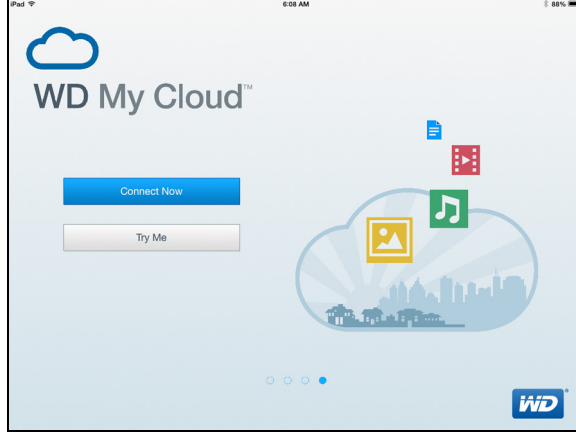 iPad 6:08 AM 88%
WD My Cloud™
Connect Now
Try Me
WD®